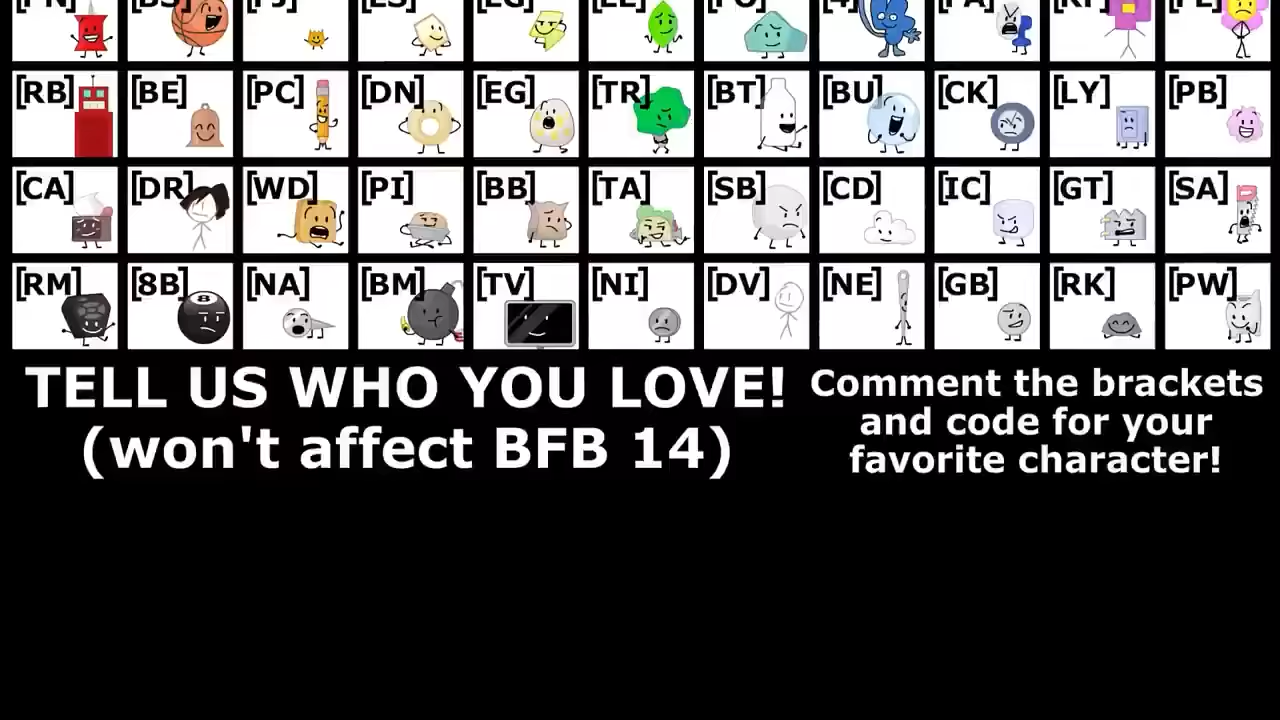 [RB] [BE] [PC] [DN] [EG] [TR] [BT] [BU] [CK] [LY] [PB]
[CA] [DR] [WD] [PI] [BB] [TA] [SB] [CD] [IC] [GT] [SA]
[RM] [8B] [NA] [BM] [TV] [NI] [DV] [NE] [GB] [RK] [PW]
8
TELL US WHO YOU LOVE!
(won't affect BFB 14)
Comment the brackets
and code for your
favorite character!